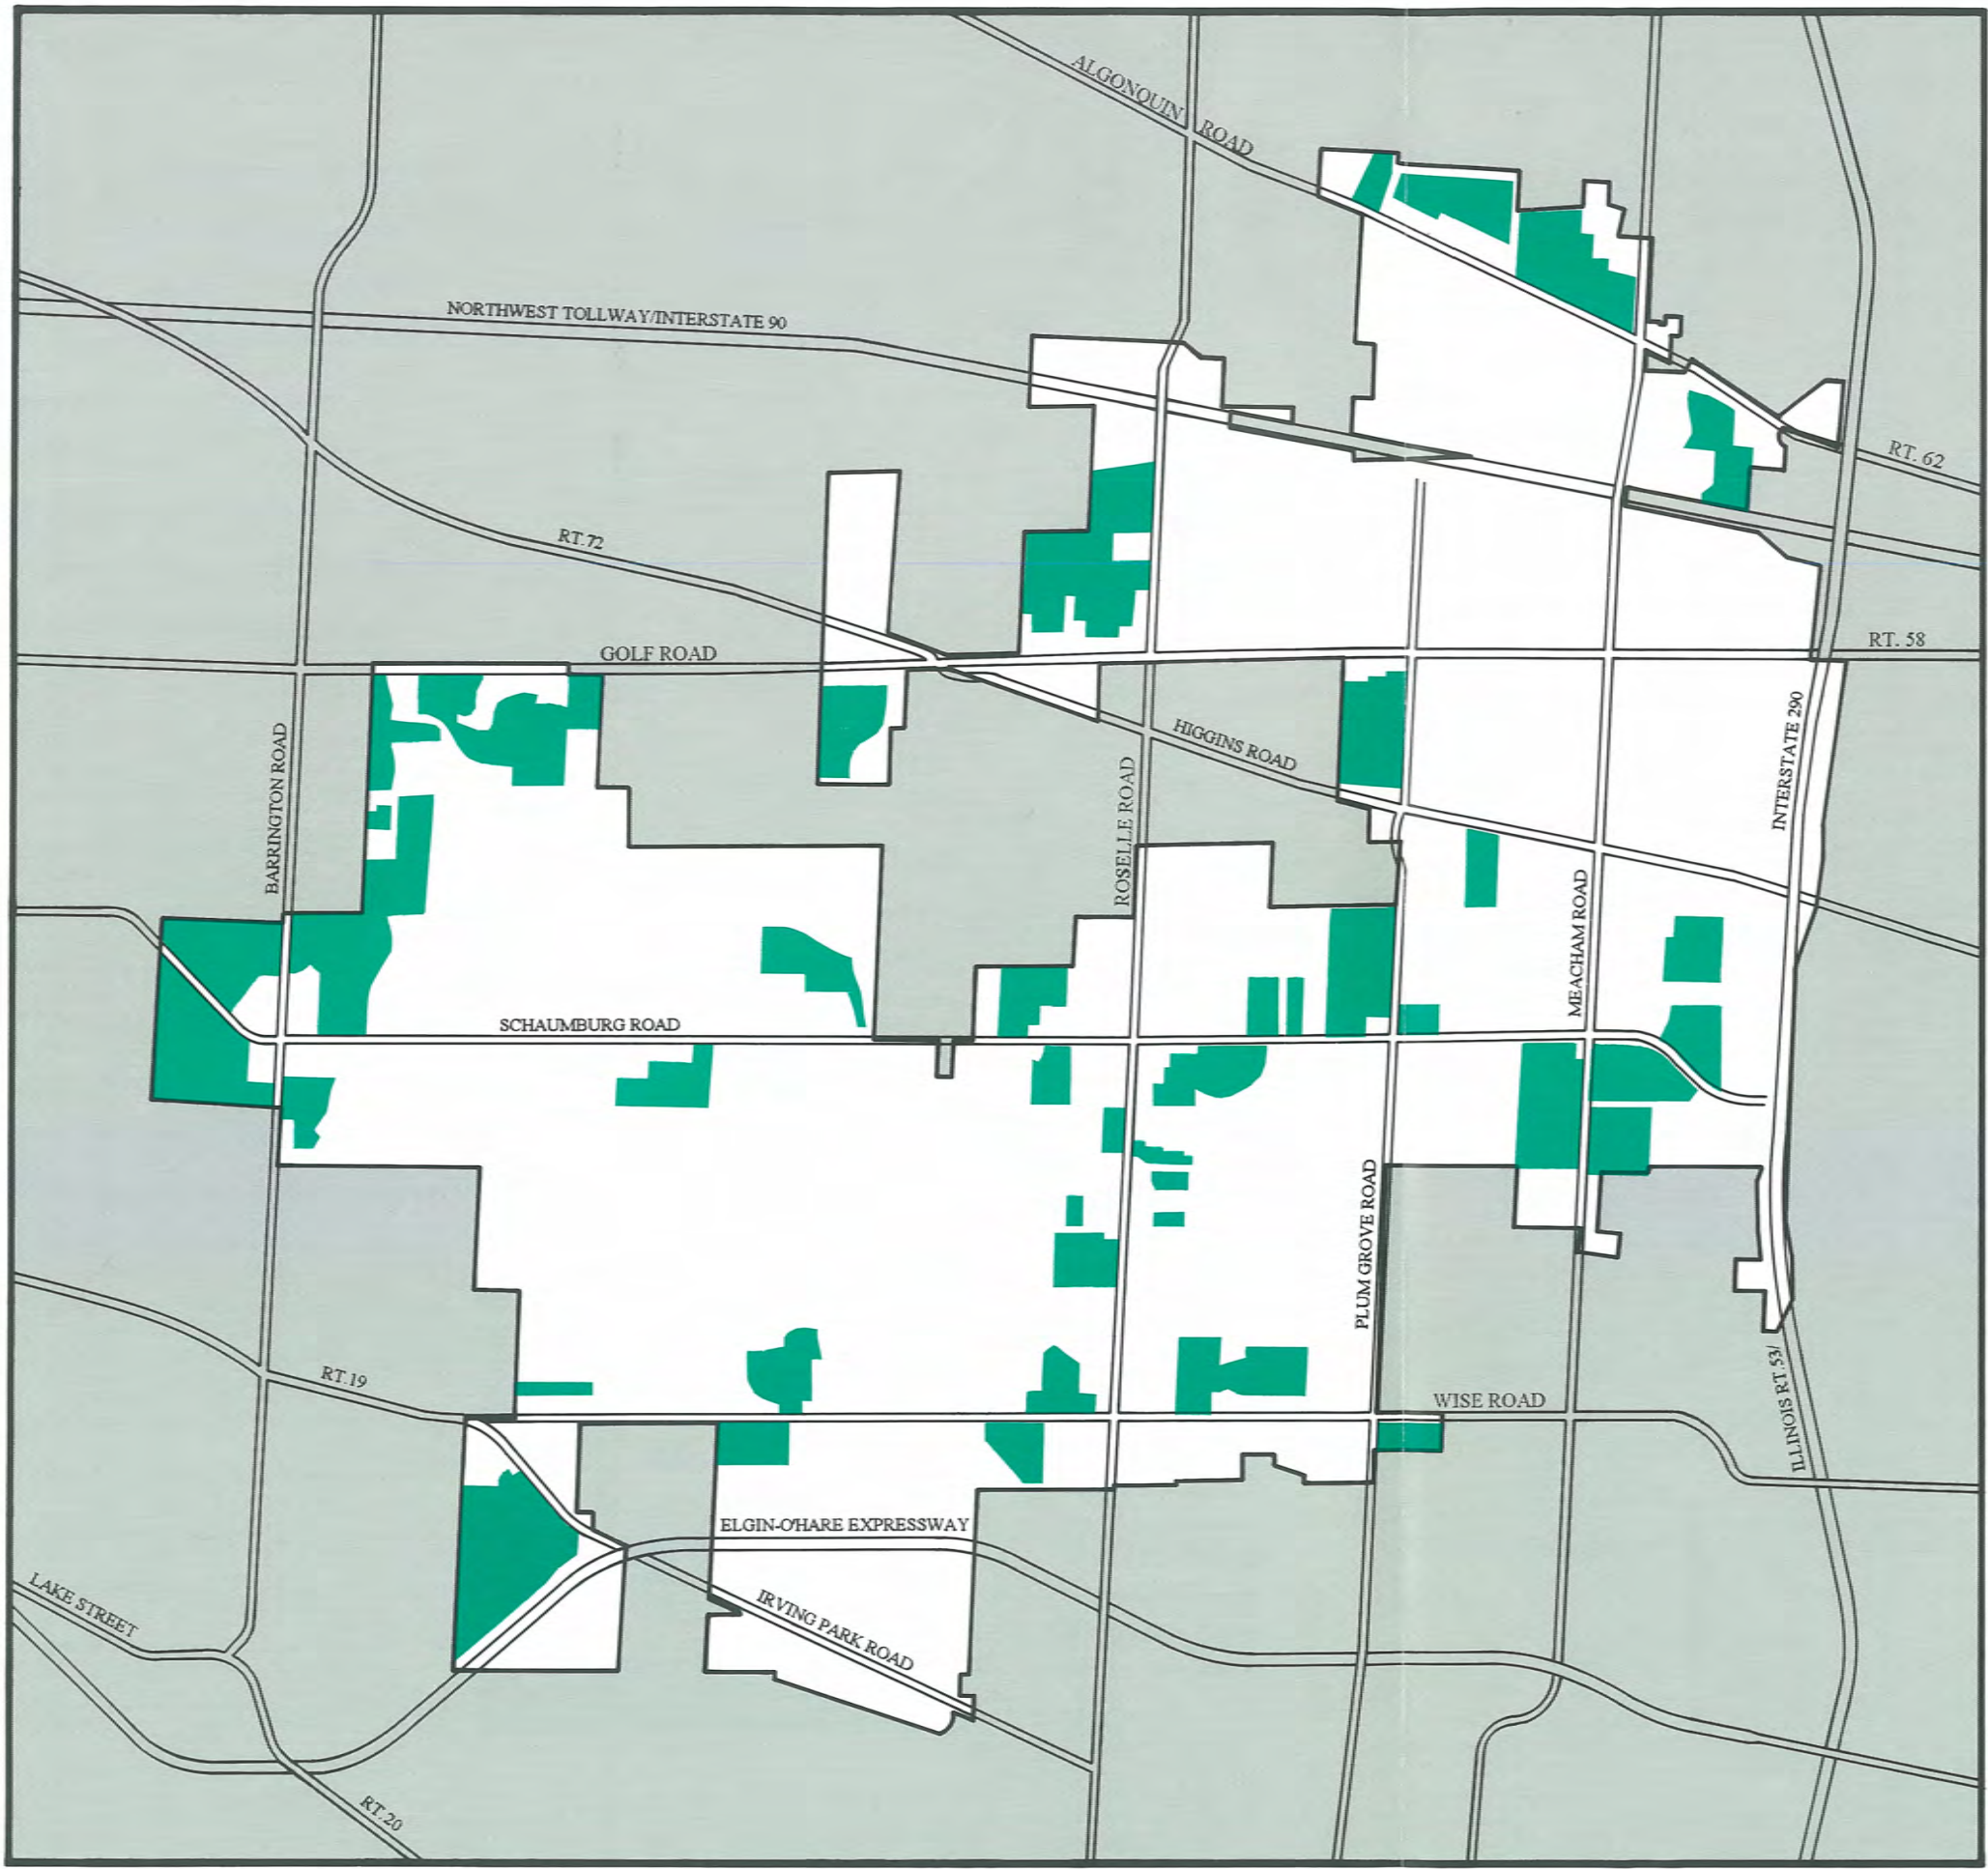 ALGONQUIN ROAD
NORTHWEST TOLLWAY/INTERSTATE 90
RT. 62
RT.72
GOLF ROAD
RT. 58
BARRINGTON ROAD
HIGGINS ROAD
INTERSTATE 290
ROSELLE ROAD
MEACHAM ROAD
SCHAUMBURG ROAD
PLUM GROVE ROAD
RT.19
WISE ROAD
ILLINOIS RT.53/
ELGIN-O'HARE EXPRESSWAY
LAKE STREET
IRVING PARK ROAD
RT.20